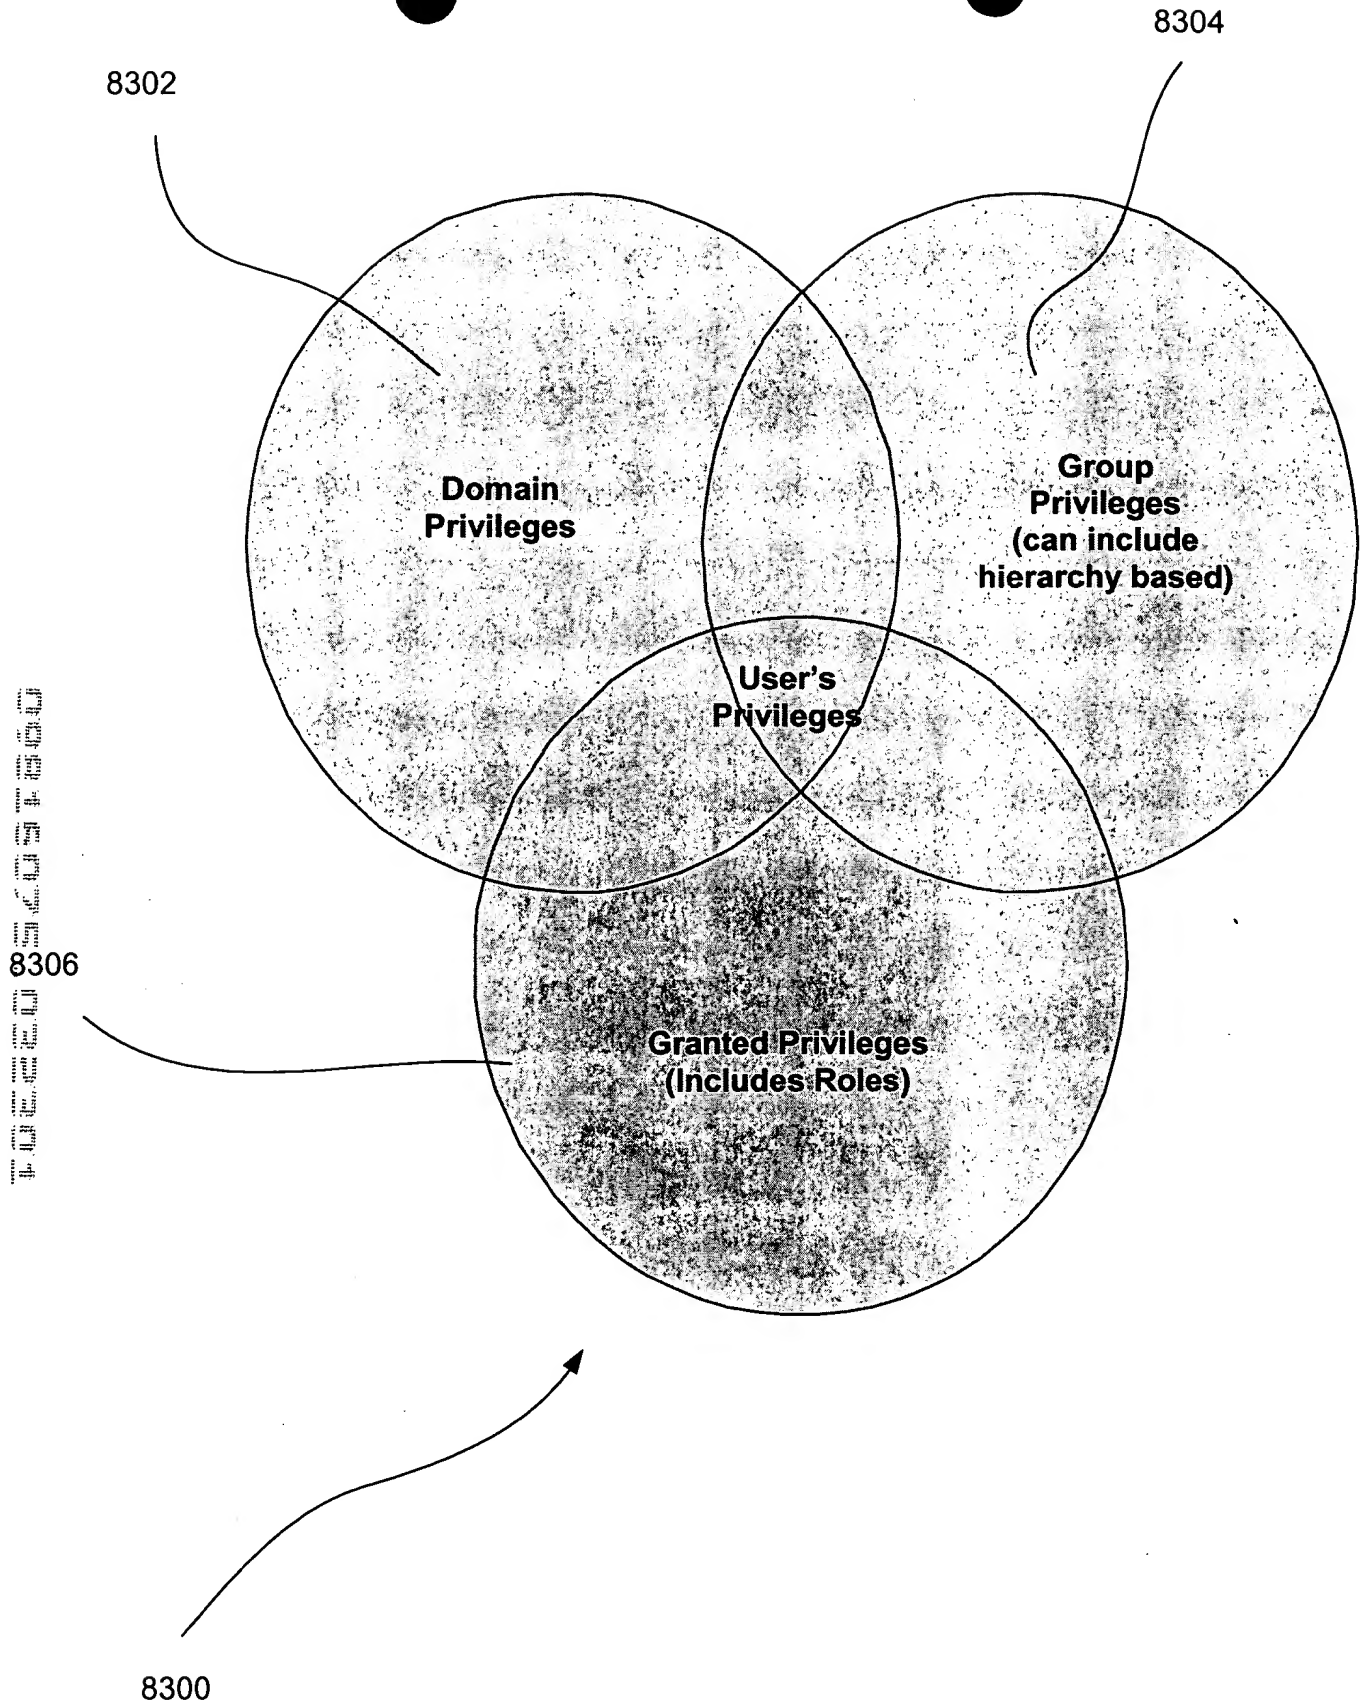 8304
8302
Domain
Privileges
Group
Privileges
(can include
hierarchy based)
User's
Privileges
8306
Granted Privileges
(Includes Roles)
8300